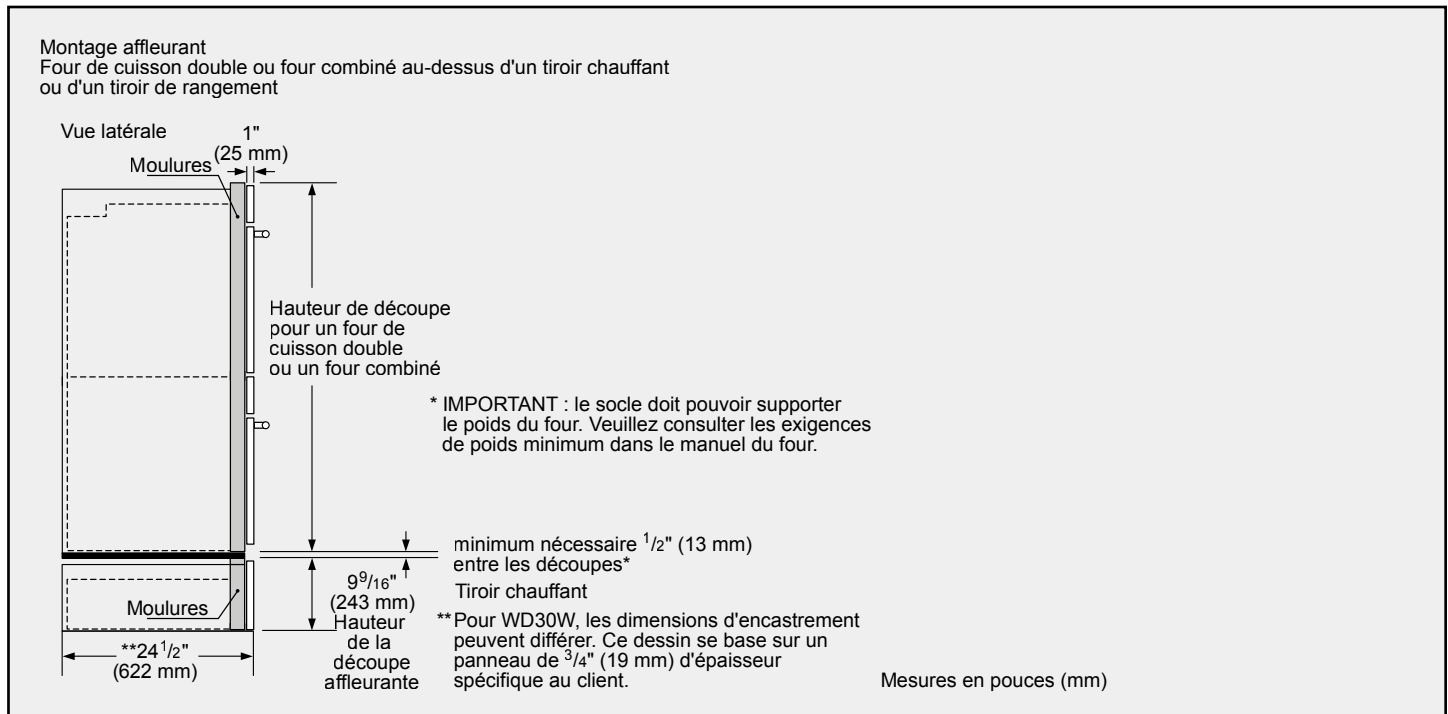 Montage affleurant
Four de cuisson double ou four combiné au-dessus d'un tiroir chauffant
ou d'un tiroir de rangement
Vue latérale
1"
(25 mm)
Moulures
Hauteur de découpe
pour un four de
cuisson double
ou un four combiné
* IMPORTANT : le socle doit pouvoir supporter
le poids du four. Veuillez consulter les exigences
de poids minimum dans le manuel du four.
minimum nécessaire 1/2" (13 mm)
entre les découpes*
Tiroir chauffant
9 9/16"
(243 mm)
Hauteur
de la
découpe
affleurante
Moulures
**24 1/2"
(622 mm)
** Pour WD30W, les dimensions d'encastrement
peuvent différer. Ce dessin se base sur un
panneau de 3/4" (19 mm) d'épaisseur
spécifique au client.
Mesures en pouces (mm)